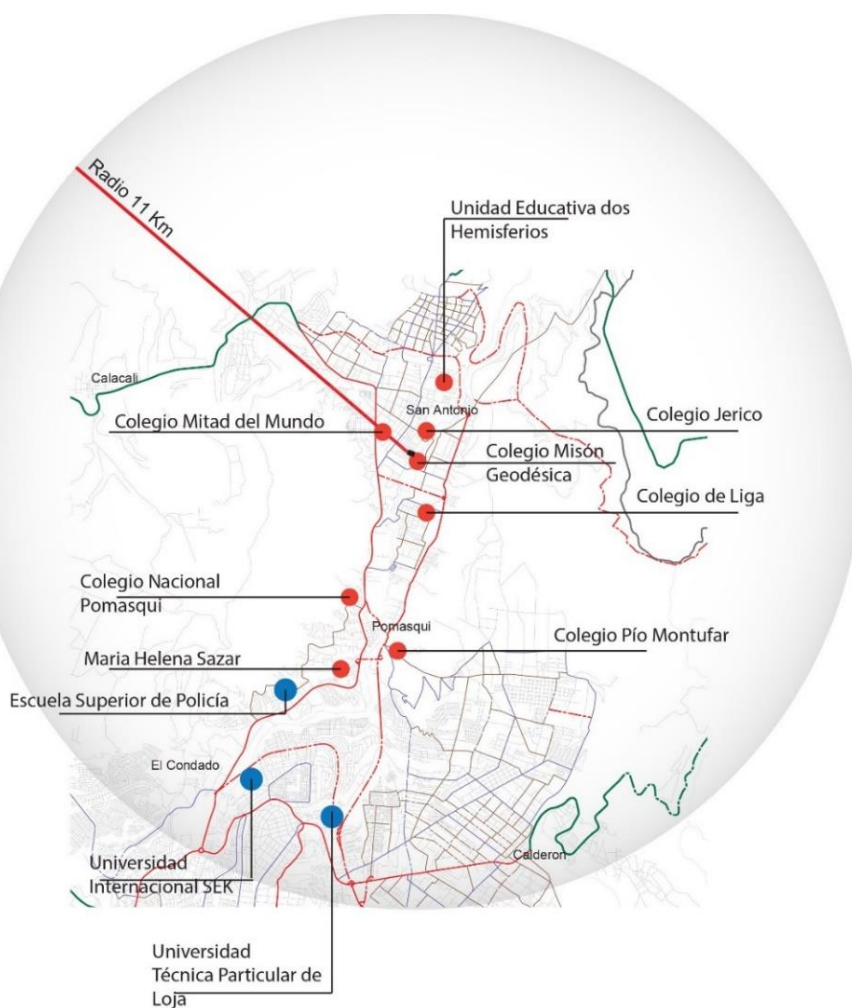 Radio 11 Km
Unidad Educativa dos
Hemisferios
Calacali
San Antonio
Colegio Mitad del Mundo
Colegio Jerico
Colegio Misón
Geodésica
Colegio de Liga
Colegio Nacional
Pomasqui
Pomasqui
Colegio Pío Montufar
Maria Helena Sazar
Escuela Superior de Policía
El Condado
Calderon
Universidad
Internacional SEK
Universidad
Técnica Particular de
Loja